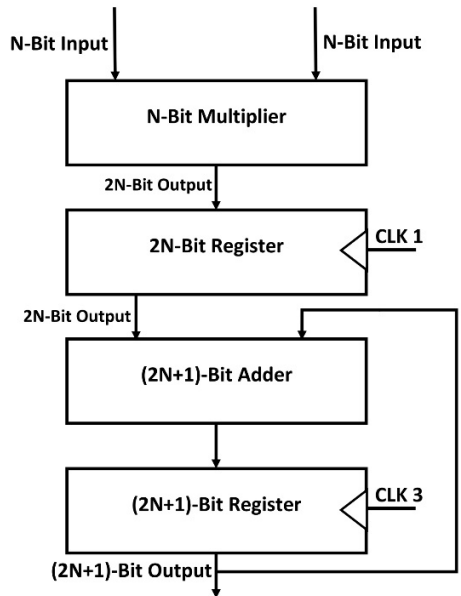 N-Bit Input
N-Bit Input
N-Bit Multiplier
2N-Bit Output
2N-Bit Register
CLK 1
2N-Bit Output
(2N+1)-Bit Adder
(2N+1)-Bit Register
CLK 3
(2N+1)-Bit Output